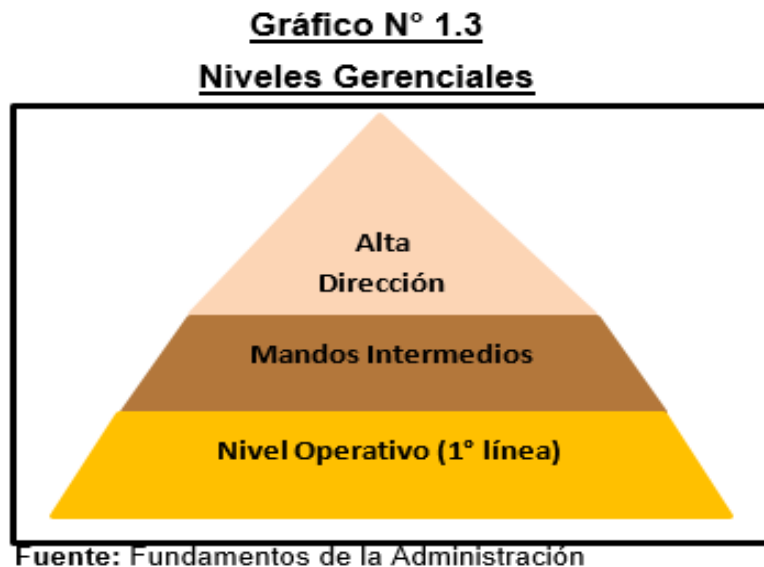 Gráfico N° 1.3
Niveles Gerenciales
Alta
Dirección
Mandos Intermedios
Nivel Operativo (1° línea)
Fuente: Fundamentos de la Administración